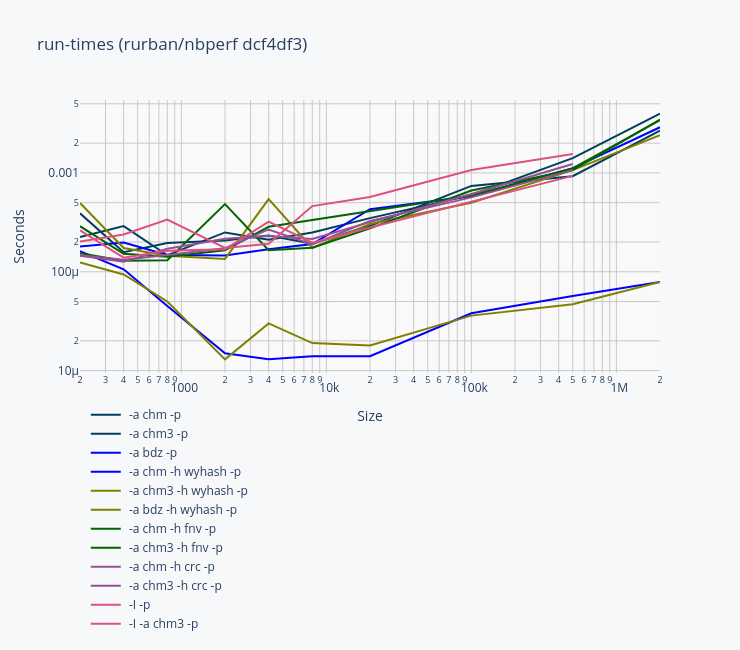 run-times (rurban/nbperf dcf4df3)
5
2
0.001
5
2
100μ
5
2
10μ
Seconds
2 3 4 5 6 7 8 9 1000 2 3 4 5 6 7 8 9 10k 2 3 4 5 6 7 8 9 100k 2 3 4 5 6 7 8 9 1M 2
Size
-a chm -p
-a chm3 -p
-a bdz -p
-a chm -h wyhash -p
-a chm3 -h wyhash -p
-a bdz -h wyhash -p
-a chm -h fnv -p
-a chm3 -h fnv -p
-a chm -h crc -p
-a chm3 -h crc -p
-I -p
-I -a chm3 -p